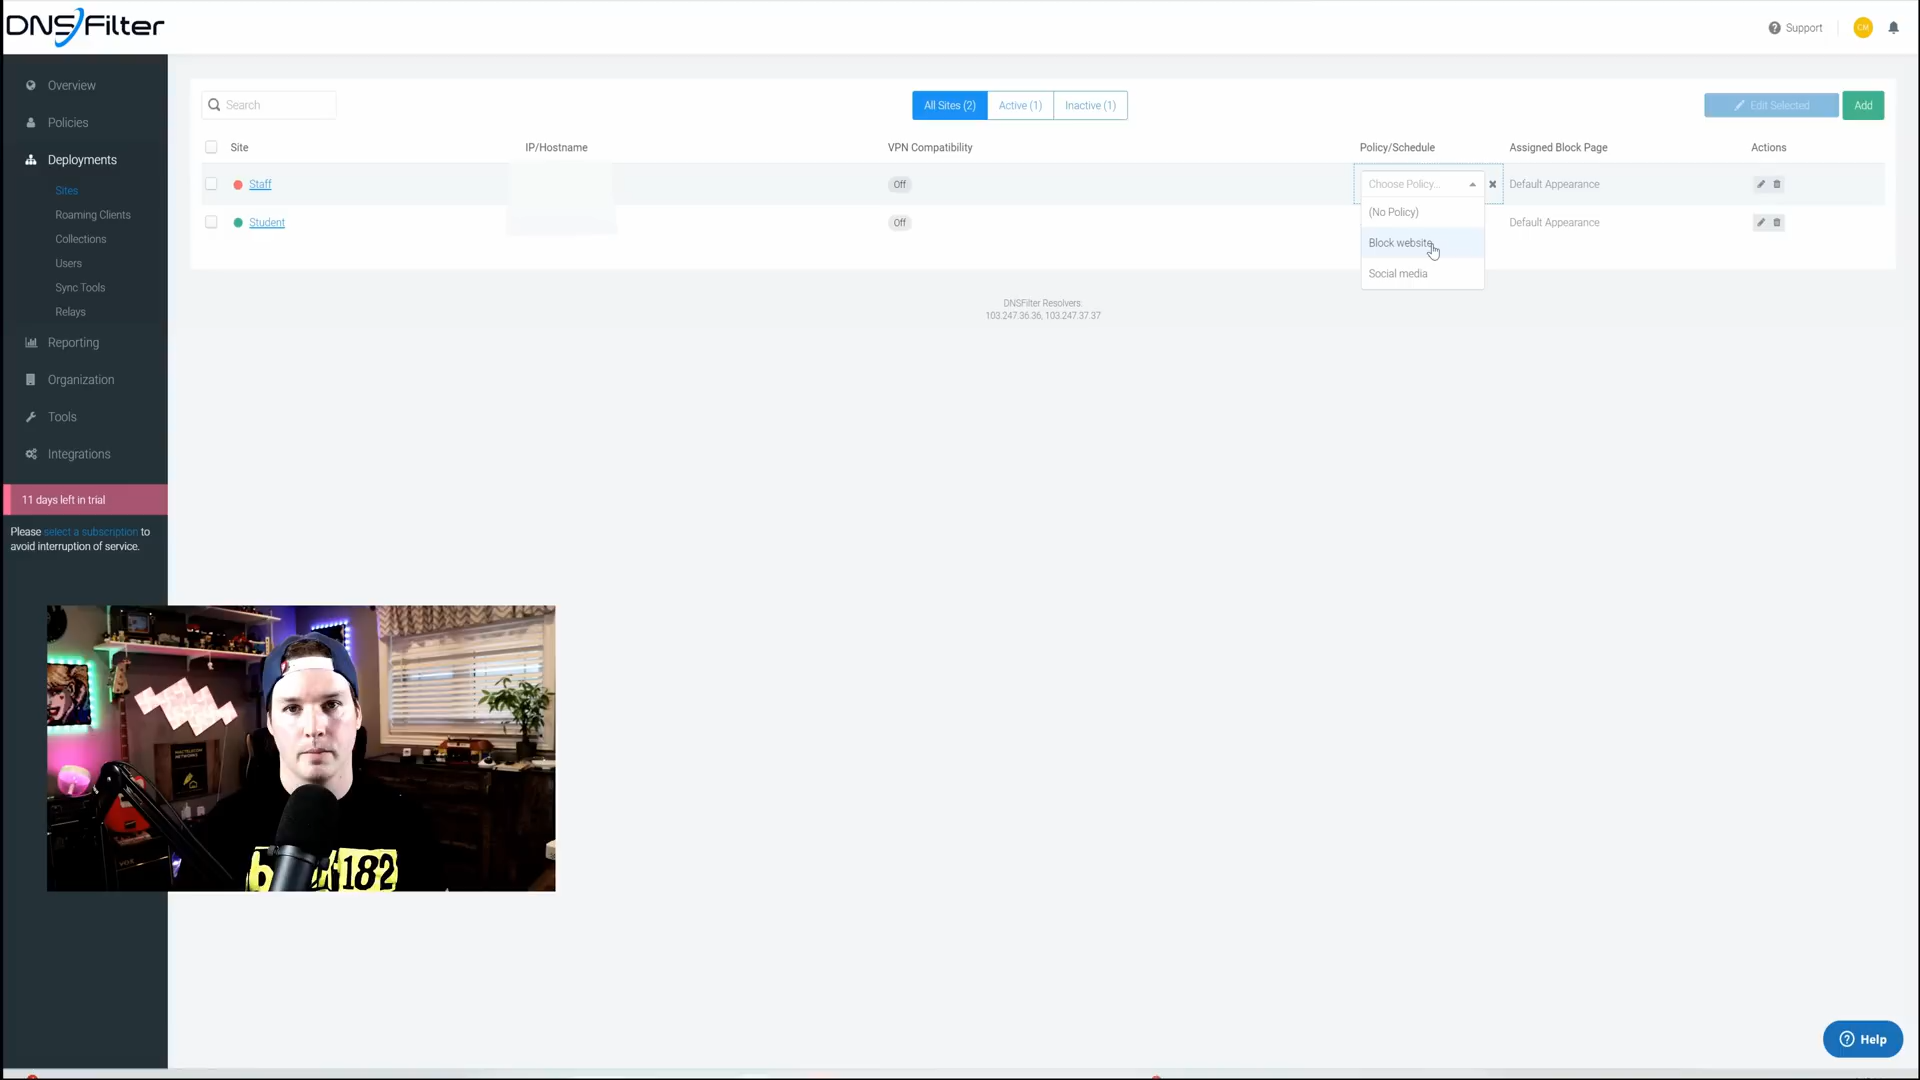 DNSFilter
Support
CM
Overview
Policies
Deployments
Sites
Roaming Clients
Collections
Users
Sync Tools
Relays
Reporting
Organization
Tools
Integrations
11 days left in trial
Please select a subscription to
avoid interruption of service.
Search
All Sites (2)
Active (1)
Inactive (1)
Edit Selected
Add
Site
IP/Hostname
VPN Compatibility
Policy/Schedule
Assigned Block Page
Actions
Staff
Off
Choose Policy...
Default Appearance
(No Policy)
Student
Off
Default Appearance
Block website
Social media
DNSFilter Resolvers:
103.247.36.36, 103.247.37.37
MACTELECOM
NETWORKS
VOX
182
Help